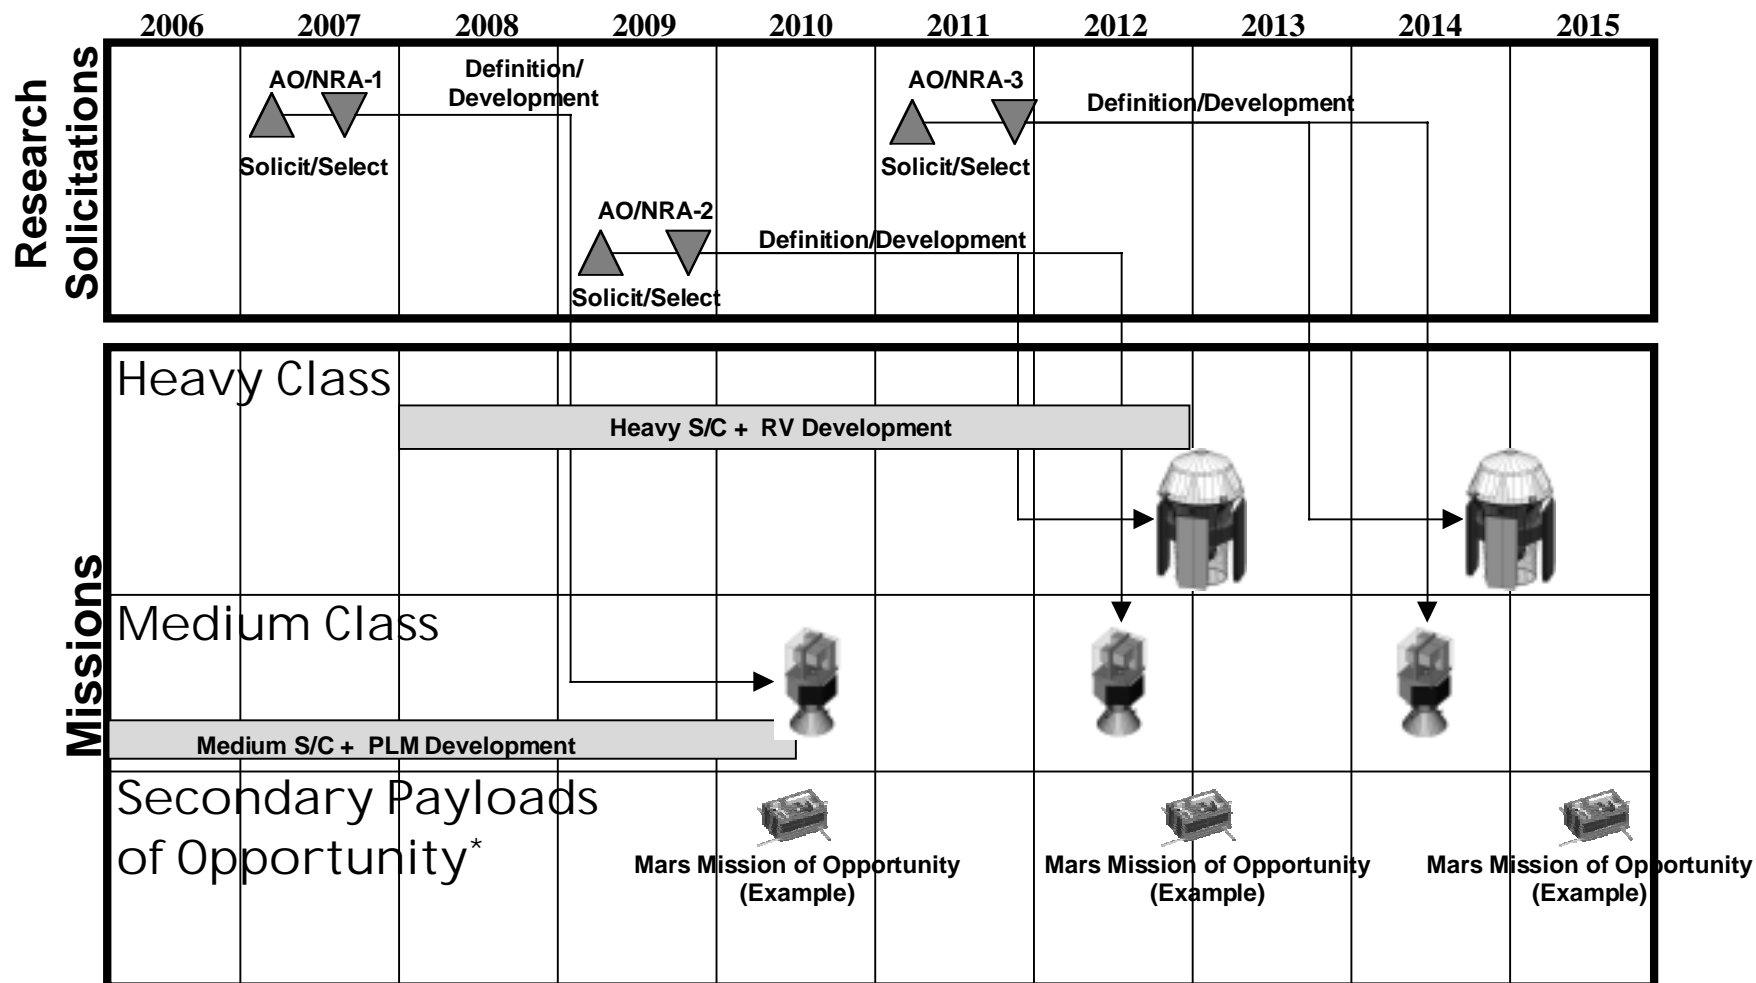 2006 2007 2008 2009 2010 2011 2012 2013 2014 2015
Research
Solicitations
AO/NRA-1
Definition/
Development
Solicit/Select
AO/NRA-3
Definition/Development
Solicit/Select
AO/NRA-2
Definition/Development
Solicit/Select
Missions
Heavy Class
Heavy S/C + RV Development
Medium Class
Medium S/C + PLM Development
Secondary Payloads
of Opportunity*
Mars Mission of Opportunity
(Example)
Mars Mission of Opportunity
(Example)
Mars Mission of Opportunity
(Example)